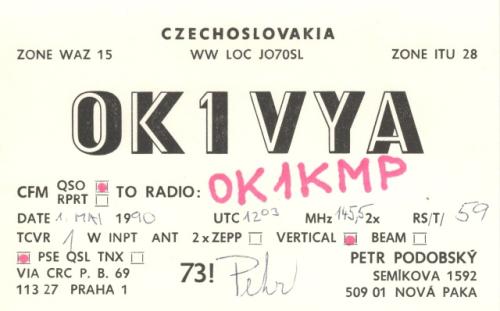 CZECHOSLOVAKIA
ZONE WAZ 15 WW LOC JO70SL ZONE ITU 28
OK1VYA
CFM QSO RPRT TO RADIO: OK1KMP
DATE 1. MAI 1990 UTC 1203 MHz 145,5 2x RS/T/ 59
TCVR 1 W INPT ANT 2xZEPP VERTICAL BEAM
PSE QSL TNX PETR PODOBSKÝ
VIA CRC P. B. 69 73! Petr SEMÍKOVA 1592
113 27 PRAHA 1 509 01 NOVÁ PAKA